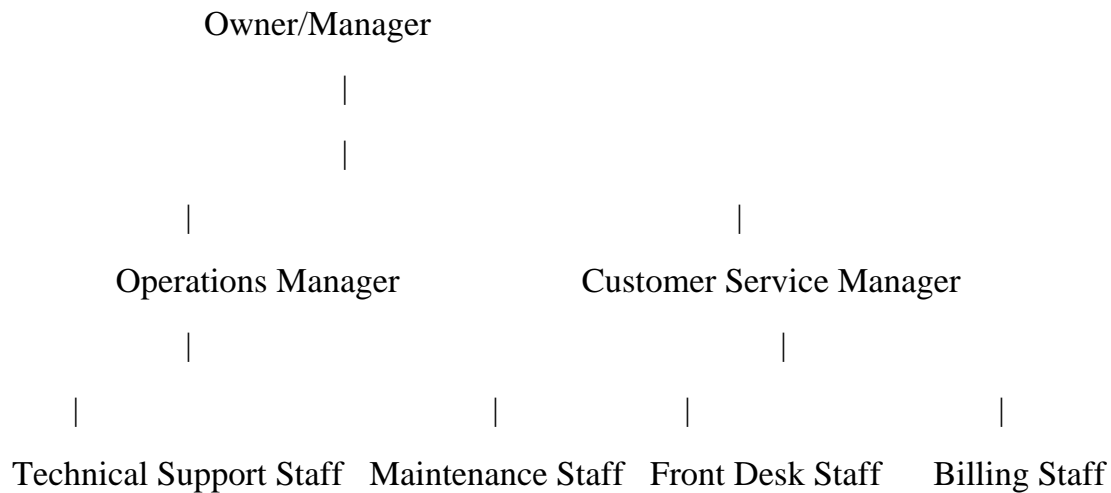 Owner/Manager
|
|
| |
Operations Manager Customer Service Manager
| |
| | | |
Technical Support Staff Maintenance Staff Front Desk Staff Billing Staff